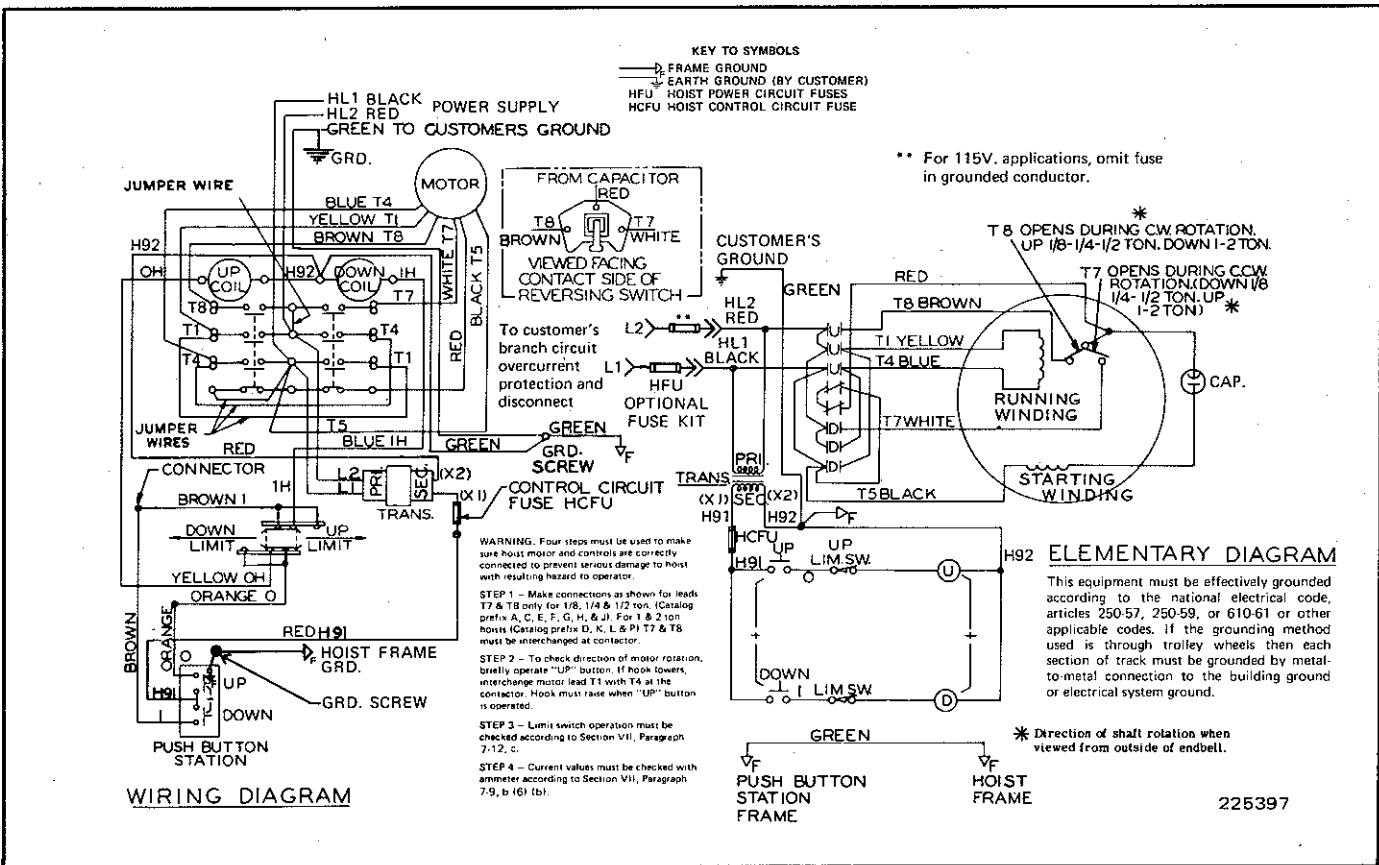 KEY TO SYMBOLS
F FRAME GROUND
EARTH GROUND (BY CUSTOMER)
HFU HOIST POWER CIRCUIT FUSES
HCFU HOIST CONTROL CIRCUIT FUSE
HL1 BLACK
HL2 RED
POWER SUPPLY
GREEN TO CUSTOMERS GROUND
GRD.
JUMPER WIRE
MOTOR
BLUE T4
YELLOW T1
BROWN T8
H92
OH
UP COIL
H92
DOWN COIL
1H
T8
T7
T1
T4
T4
T1
WHITE T7
RED
BLACK T5
JUMPER
WIRES
T5
BLUE 1H
RED
GREEN
GREEN
F
GRD.
SCREW
CONNECTOR
BROWN 1
1H
L2
L1
PRI.
SEC.
(X2)
(X1)
TRANS.
CONTROL CIRCUIT
FUSE HCFU
DOWN
LIMIT
UP
LIMIT
YELLOW OH
ORANGE O
BROWN
ORANGE
RED H91
F
HOIST FRAME
GRD.
O
H91
1
UP
DOWN
GRD. SCREW
PUSH BUTTON
STATION
WIRING DIAGRAM
FROM CAPACITOR
RED
T8
BROWN
T7
WHITE
VIEWED FACING
CONTACT SIDE OF
REVERSING SWITCH
To customer's
branch circuit
overcurrent
protection and
disconnect
WARNING. Four steps must be used to make
sure hoist motor and controls are correctly
connected to prevent serious damage to hoist
with resulting hazard to operator.
STEP 1 – Make connections as shown for leads
T7 & T8 only for 1/8, 1/4 & 1/2 ton. (Catalog
prefix A, C, E, F, G, H, & J). For 1 & 2 ton
hoists (Catalog prefix D, K, L & P) T7 & T8
must be interchanged at contactor.
STEP 2 – To check direction of motor rotation,
briefly operate "UP" button. If hook lowers,
interchange motor lead T1 with T4 at the
contactor. Hook must raise when "UP" button
is operated.
STEP 3 – Limit switch operation must be
checked according to Section VII, Paragraph
7-12, c.
STEP 4 – Current values must be checked with
ammeter according to Section VII, Paragraph
7-9, b (6) (b).
** For 115V. applications, omit fuse
in grounded conductor.
*
T8 OPENS DURING C.W. ROTATION.
UP 1/8-1/4-1/2 TON. DOWN 1-2 TON.
T7 OPENS DURING C.C.W.
ROTATION.(DOWN 1/8
1/4-1/2 TON. UP
1-2 TON) *
CUSTOMER'S
GROUND
GREEN
RED
HL2
RED
**
L2
HL1
BLACK
L1
HFU
OPTIONAL
FUSE KIT
T8 BROWN
T1 YELLOW
T4 BLUE
U
U
U
D
D
D
T7 WHITE
T5 BLACK
RUNNING
WINDING
STARTING
WINDING
CAP.
PRI.
TRANS.
(X1)
SEC.
(X2)
H91
H92
F
HCFU
H91
UP
O
UP
LIM. SW.
U
H92
DOWN
1
LIM SW.
D
GREEN
F
PUSH BUTTON
STATION
FRAME
F
HOIST
FRAME
ELEMENTARY DIAGRAM
This equipment must be effectively grounded
according to the national electrical code,
articles 250-57, 250-59, or 610-61 or other
applicable codes. If the grounding method
used is through trolley wheels then each
section of track must be grounded by metal-
to-metal connection to the building ground
or electrical system ground.
* Direction of shaft rotation when
viewed from outside of endbell.
225397